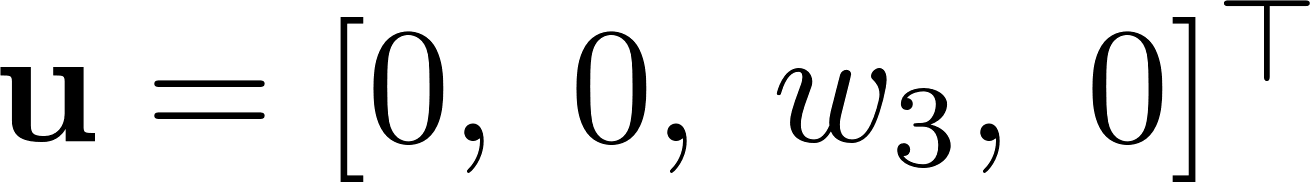 𝐮 = [0, 0, w₃, 0]^⊤